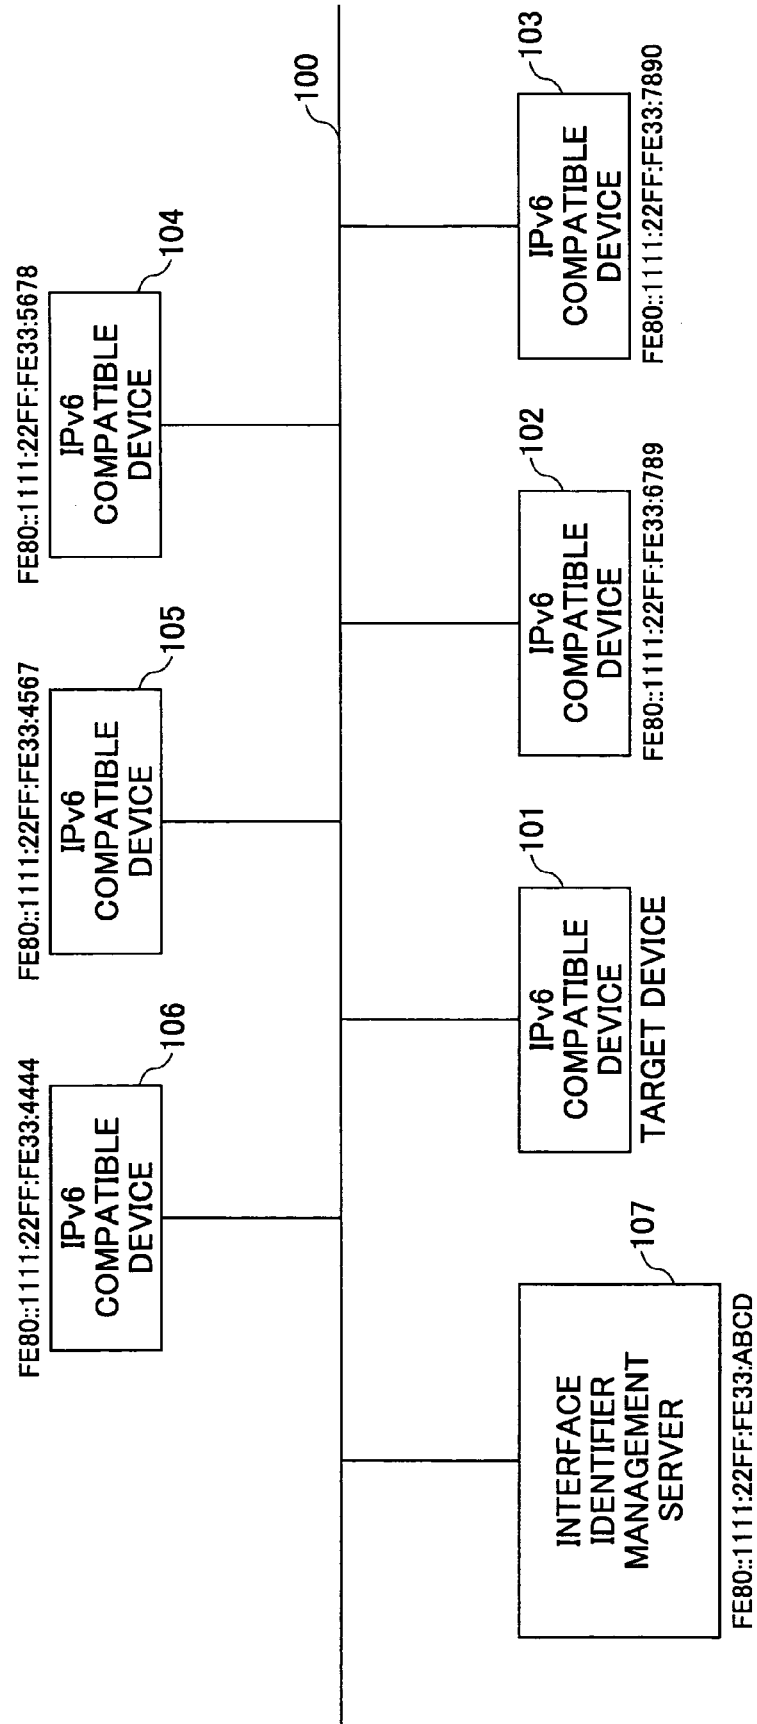 FE80::1111:22FF:FE33:4444
IPv6
COMPATIBLE
DEVICE
106
FE80::1111:22FF:FE33:4567
IPv6
COMPATIBLE
DEVICE
105
FE80::1111:22FF:FE33:5678
IPv6
COMPATIBLE
DEVICE
104
100
INTERFACE
IDENTIFIER
MANAGEMENT
SERVER
107
FE80::1111:22FF:FE33:ABCD
IPv6
COMPATIBLE
DEVICE
101
TARGET DEVICE
IPv6
COMPATIBLE
DEVICE
102
FE80::1111:22FF:FE33:6789
IPv6
COMPATIBLE
DEVICE
103
FE80::1111:22FF:FE33:7890